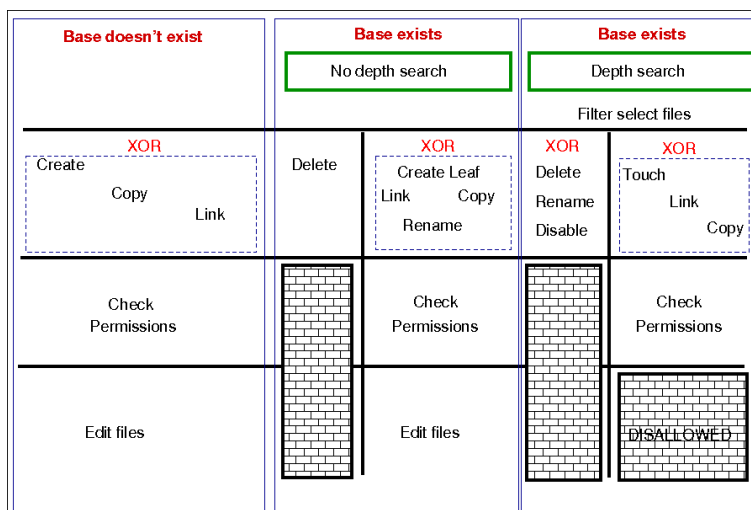 Base doesn't exist
Base exists
Base exists
No depth search
Depth search
Filter select files
XOR
Create
Copy
Link
Delete
XOR
Create Leaf
Link Copy
Rename
XOR
Delete
Rename
Disable
XOR
Touch
Link
Copy
Check
Permissions
Check
Permissions
Check
Permissions
Edit files
Edit files
DISALLOWED